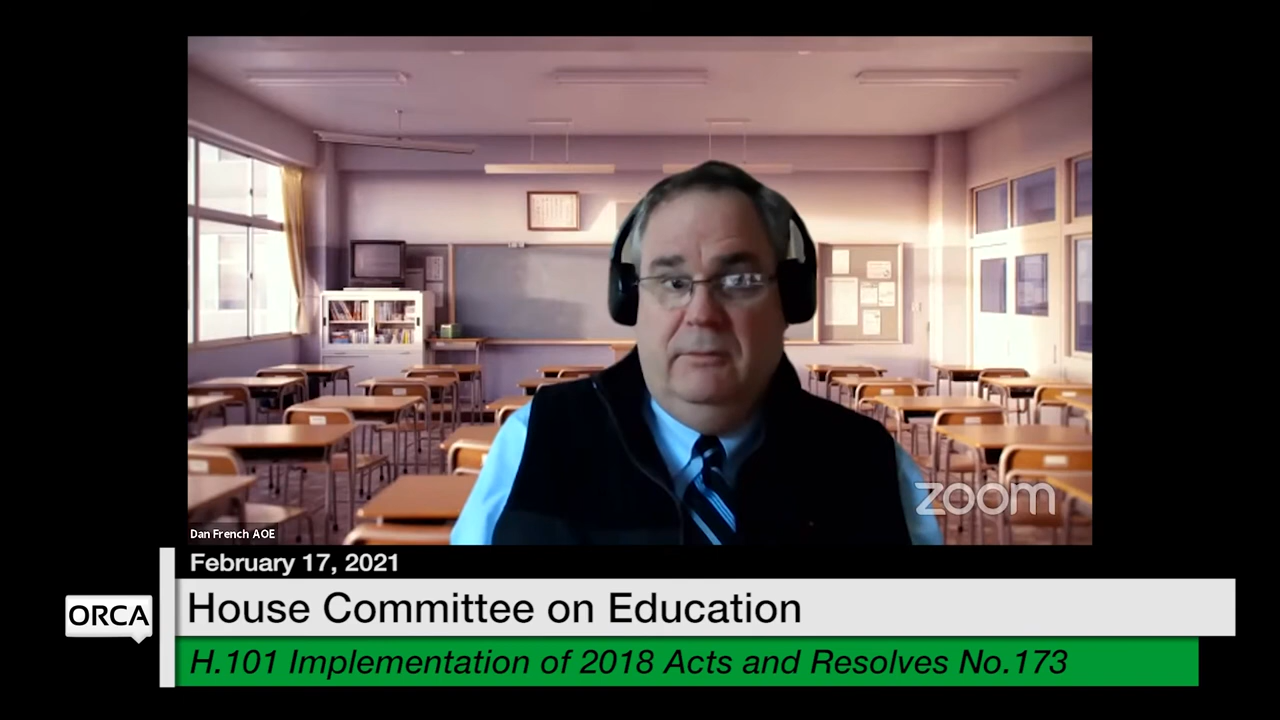 zoom
Dan French AOE
February 17, 2021
ORCA
House Committee on Education
H.101 Implementation of 2018 Acts and Resolves No.173